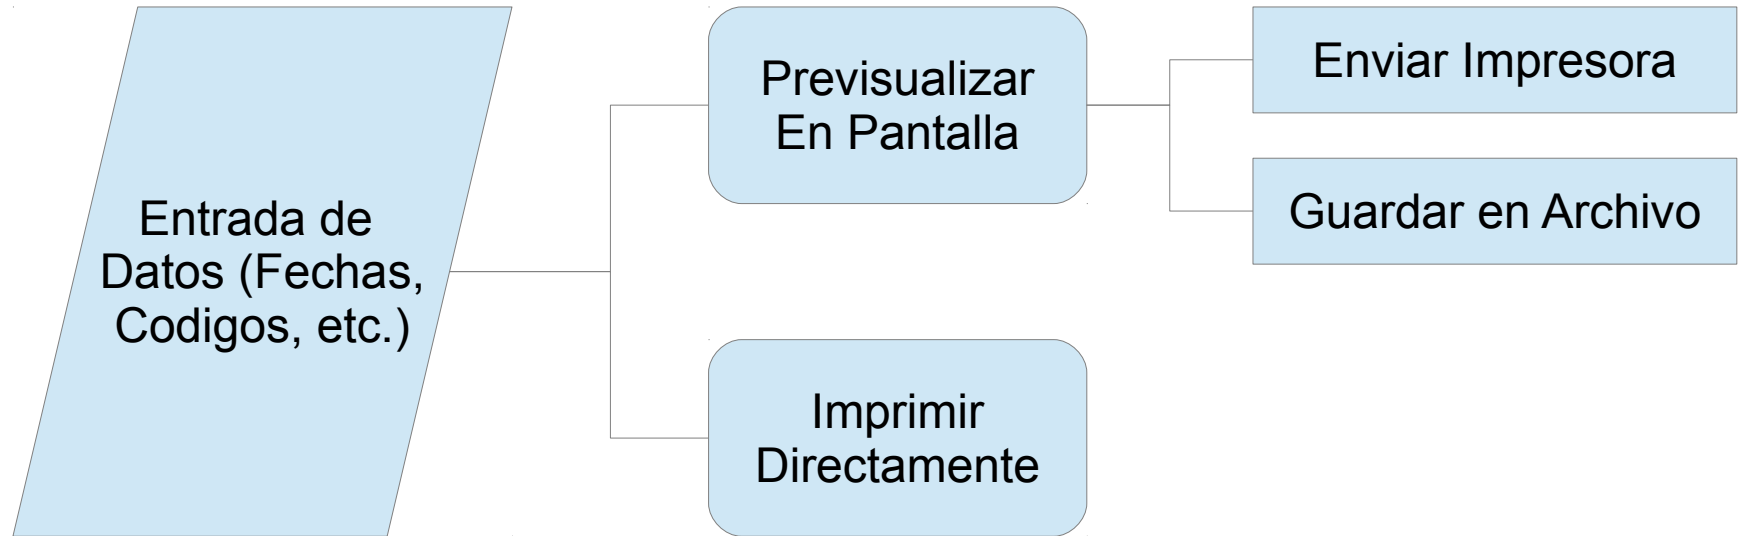 Entrada de
Datos (Fechas,
Codigos, etc.)
Previsualizar
En Pantalla
Imprimir
Directamente
Enviar Impresora
Guardar en Archivo